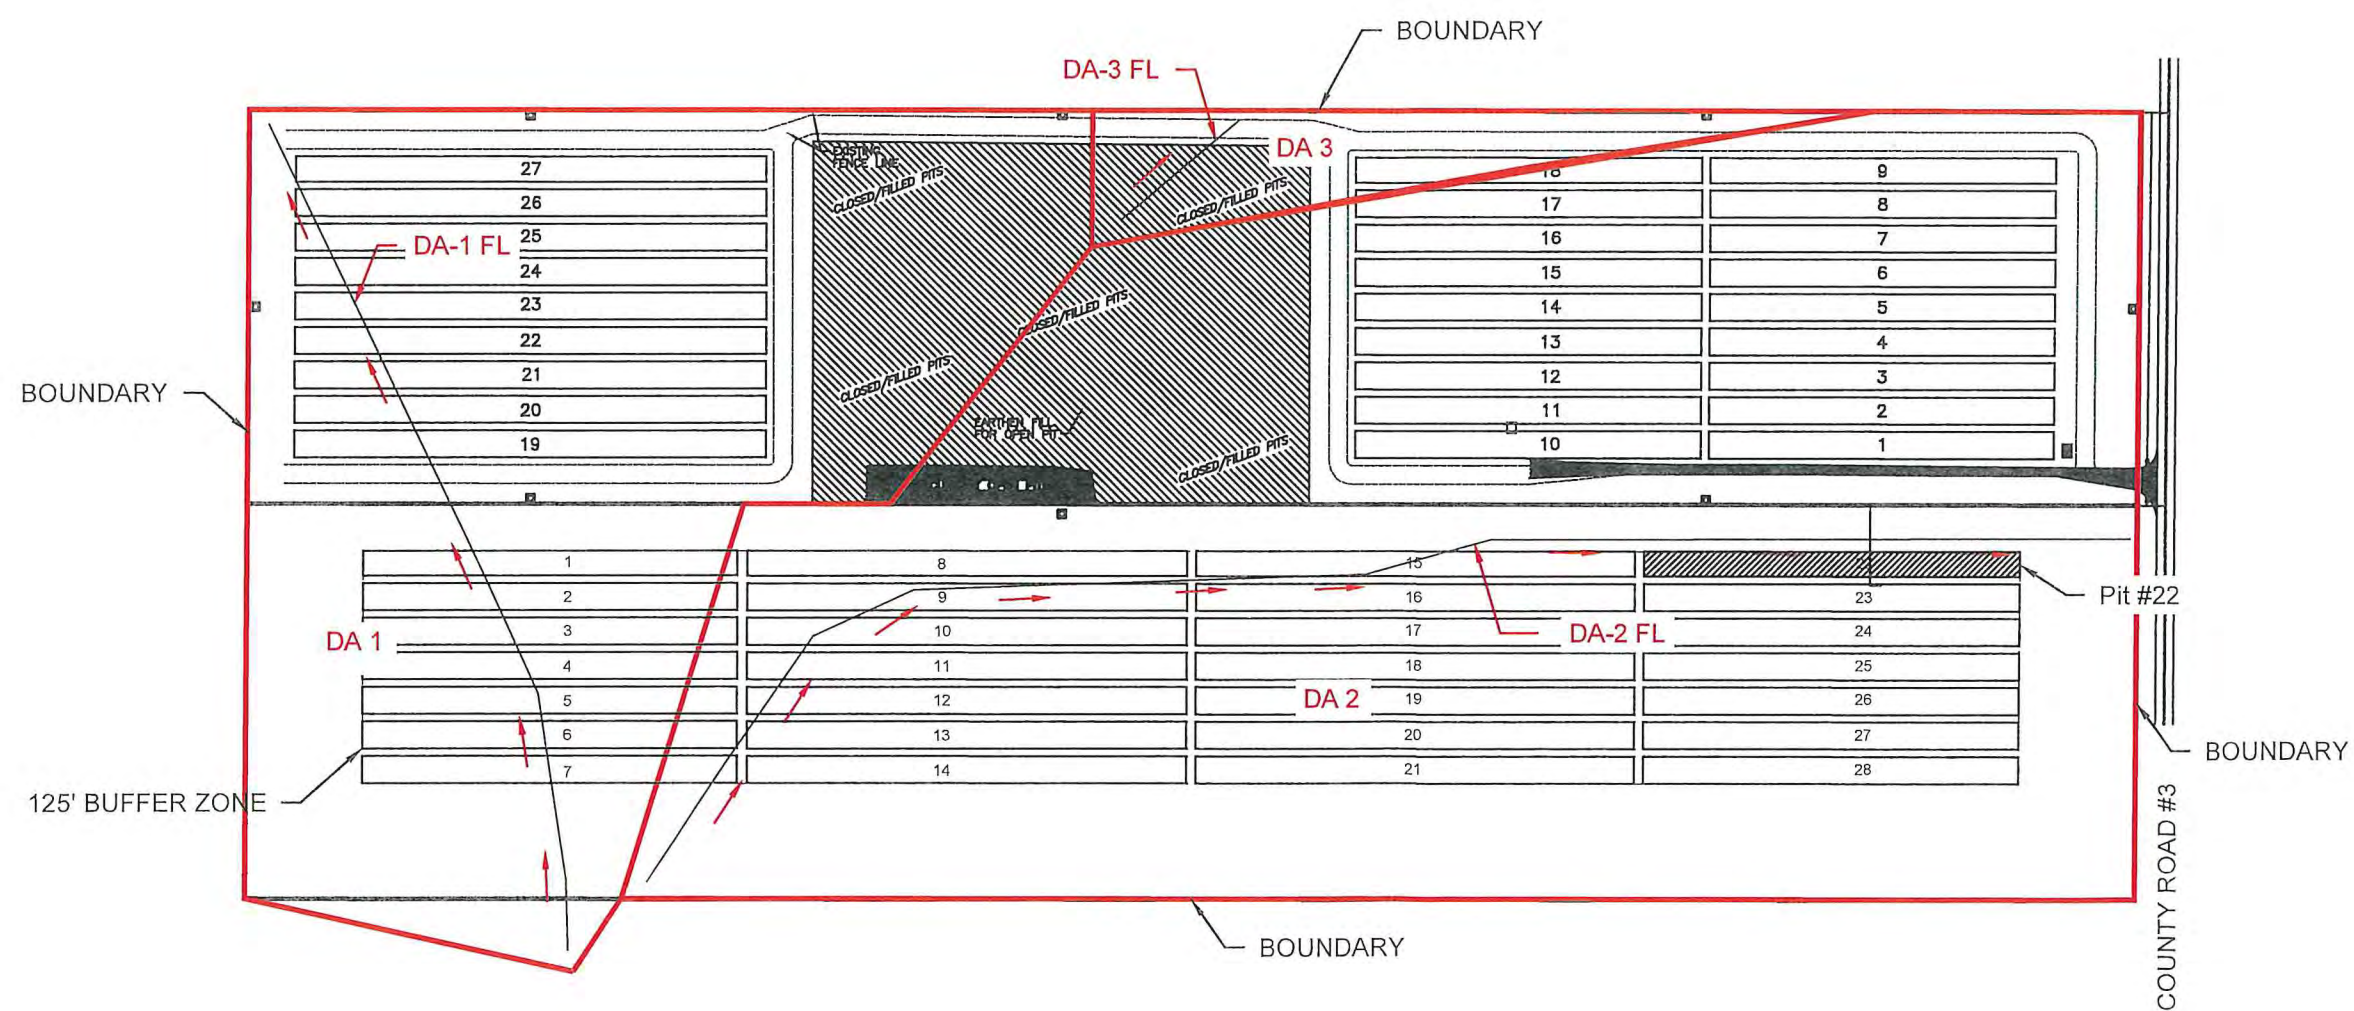 BOUNDARY
DA-3 FL
DA 3
EXISTING
FENCE LINE
CLOSED/FILLED PITS
CLOSED/FILLED PITS
CLOSED/FILLED PITS
CLOSED/FILLED PITS
CLOSED/FILLED PITS
EARTHEN FILL
FOR OPEN PIT
27
26
25
24
23
22
21
20
19
DA-1 FL
BOUNDARY
18
17
16
15
14
13
12
11
10
9
8
7
6
5
4
3
2
1
1
2
3
4
5
6
7
DA 1
125' BUFFER ZONE
8
9
10
11
12
13
14
15
16
17
18
19
20
21
DA-2 FL
DA 2
23
24
25
26
27
28
Pit #22
BOUNDARY
BOUNDARY
COUNTY ROAD #3